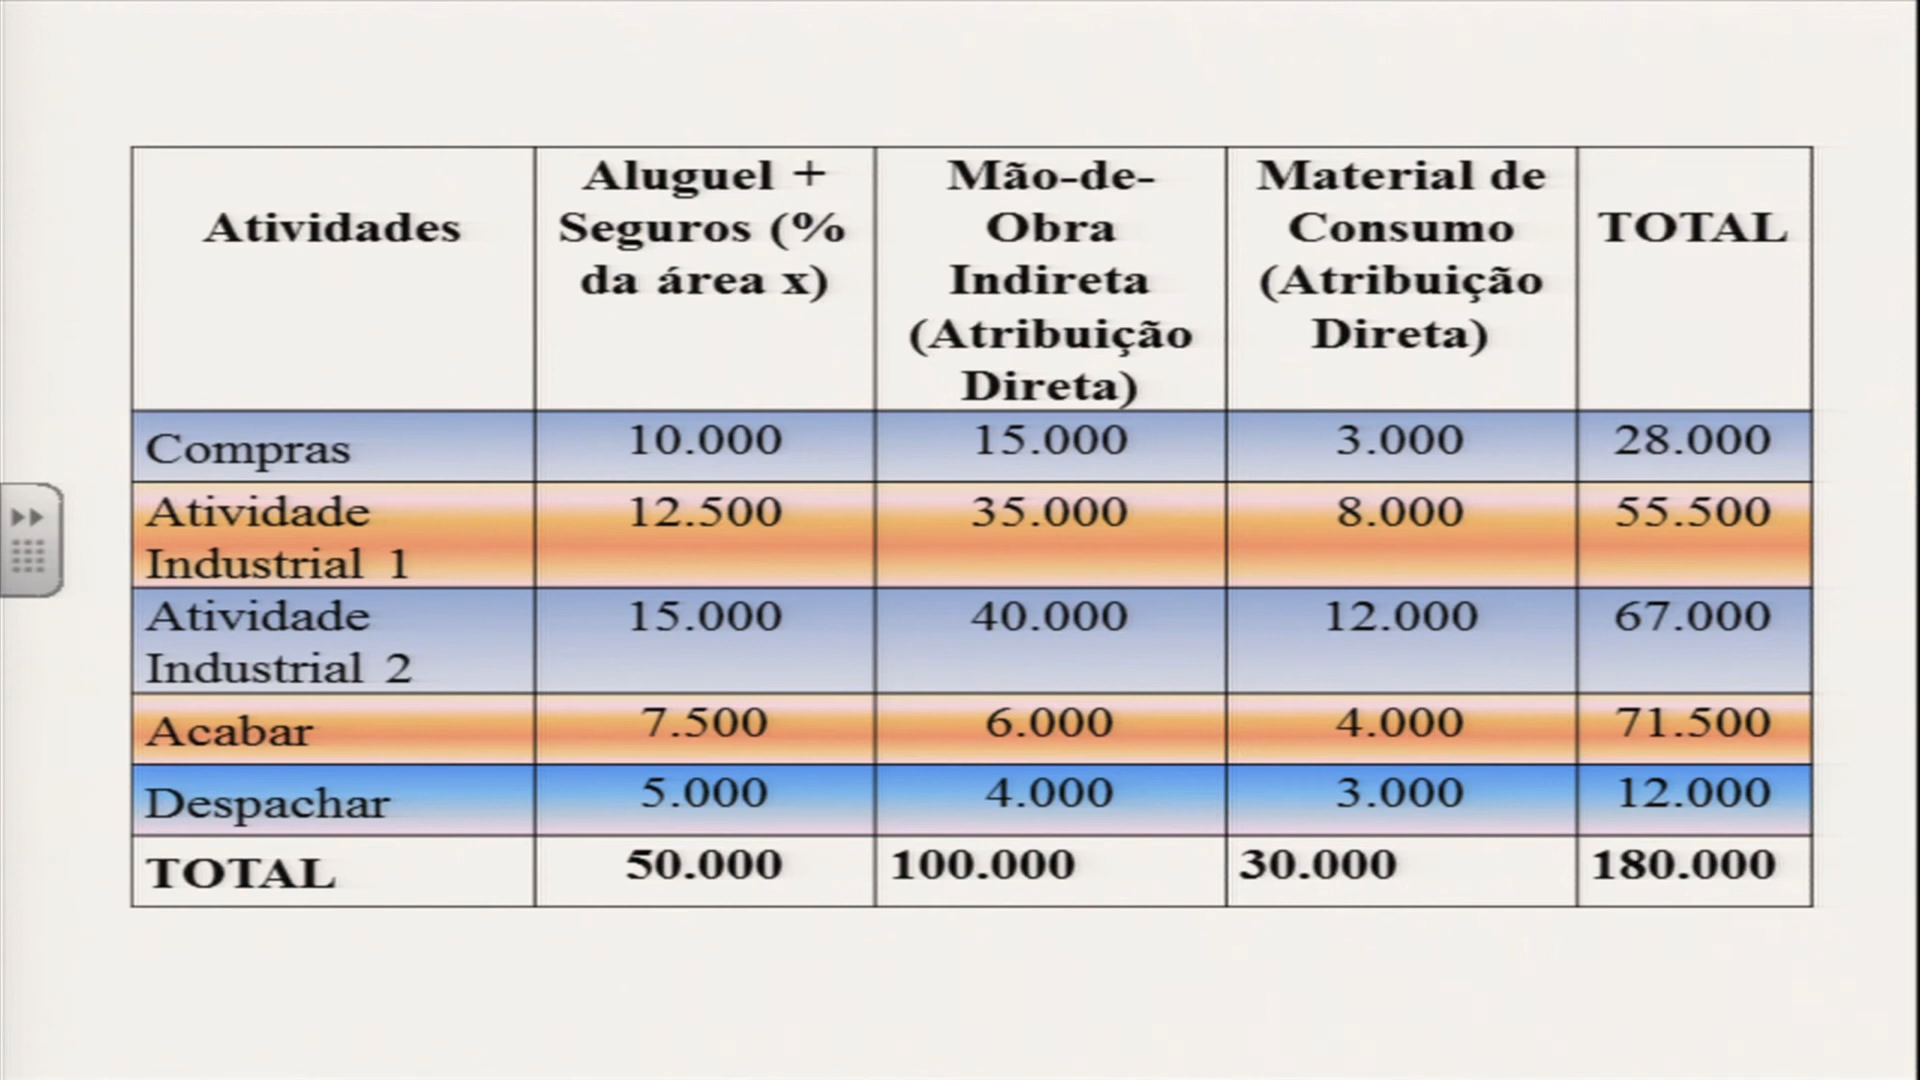 Atividades
Aluguel +
Seguros (%
da área x)
Mão-de-
Obra
Indireta
(Atribuição
Direta)
Material de
Consumo
(Atribuição
Direta)
TOTAL
Compras 10.000 15.000 3.000 28.000
Atividade
Industrial 1 12.500 35.000 8.000 55.500
Atividade
Industrial 2 15.000 40.000 12.000 67.000
Acabar 7.500 6.000 4.000 71.500
Despachar 5.000 4.000 3.000 12.000
TOTAL 50.000 100.000 30.000 180.000